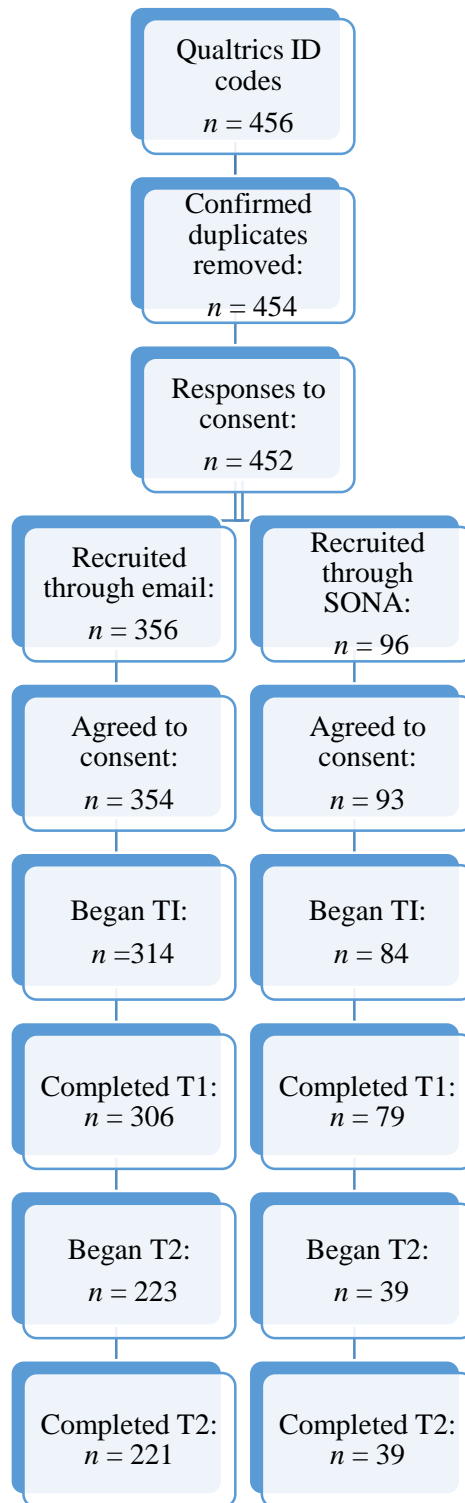 Qualtrics ID
codes
n = 456
Confirmed
duplicates
removed:
n = 454
Responses to
consent:
n = 452
Recruited
through email:
n = 356
Recruited
through
SONA:
n = 96
Agreed to
consent:
n = 354
Agreed to
consent:
n = 93
Began TI:
n =314
Began TI:
n = 84
Completed T1:
n = 306
Completed T1:
n = 79
Began T2:
n = 223
Began T2:
n = 39
Completed T2:
n = 221
Completed T2:
n = 39